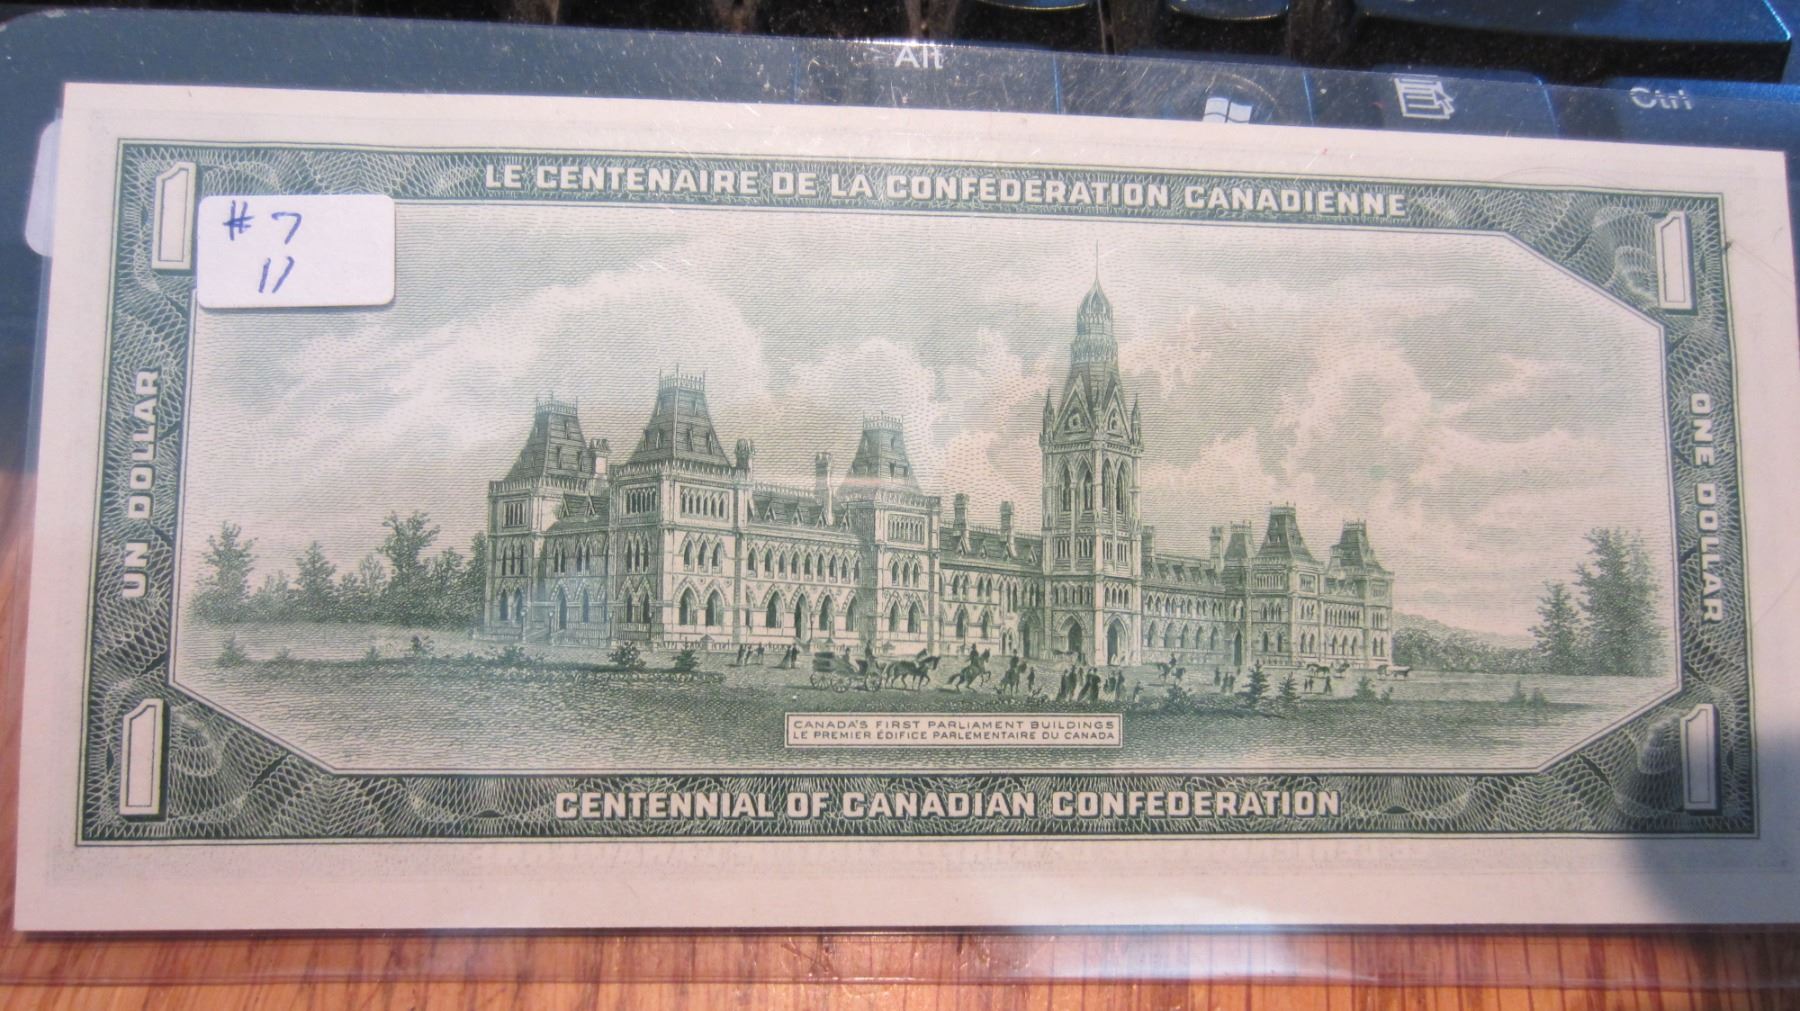 Alt
Ctrl
LE CENTENAIRE DE LA CONFEDERATION CANADIENNE
1
1
# 7
11
UN DOLLAR
ONE DOLLAR
CANADA'S FIRST PARLIAMENT BUILDINGS
LE PREMIER ÉDIFICE PARLEMENTAIRE DU CANADA
1
1
CENTENNIAL OF CANADIAN CONFEDERATION